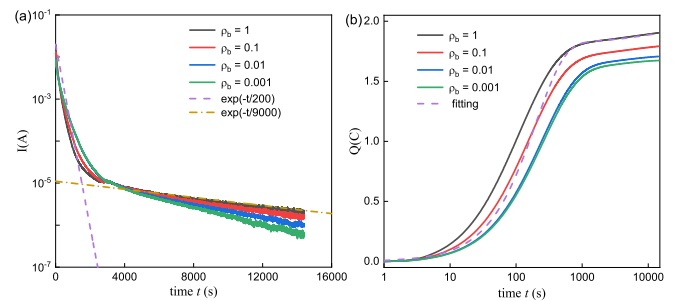 (a)
10⁻¹
10⁻³
10⁻⁵
10⁻⁷
I(A)
ρb = 1
ρb = 0.1
ρb = 0.01
ρb = 0.001
exp(-t/200)
exp(-t/9000)
0 4000 8000 12000 16000
time t (s)
(b)
2.0
1.5
1.0
0.5
0.0
Q(C)
ρb = 1
ρb = 0.1
ρb = 0.01
ρb = 0.001
fitting
1 10 100 1000 10000
time t (s)